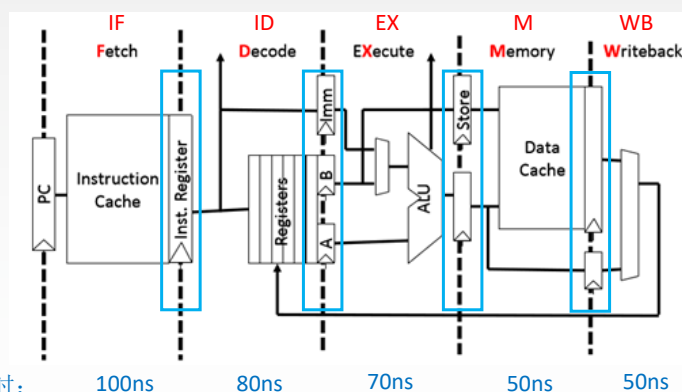 IF ID EX M WB
Fetch Decode EXecute Memory Writeback
PC
Instruction
Cache
Inst. Register
Registers
Imm
B
A
ALU
Store
Data
Cache
时： 100ns 80ns 70ns 50ns 50ns